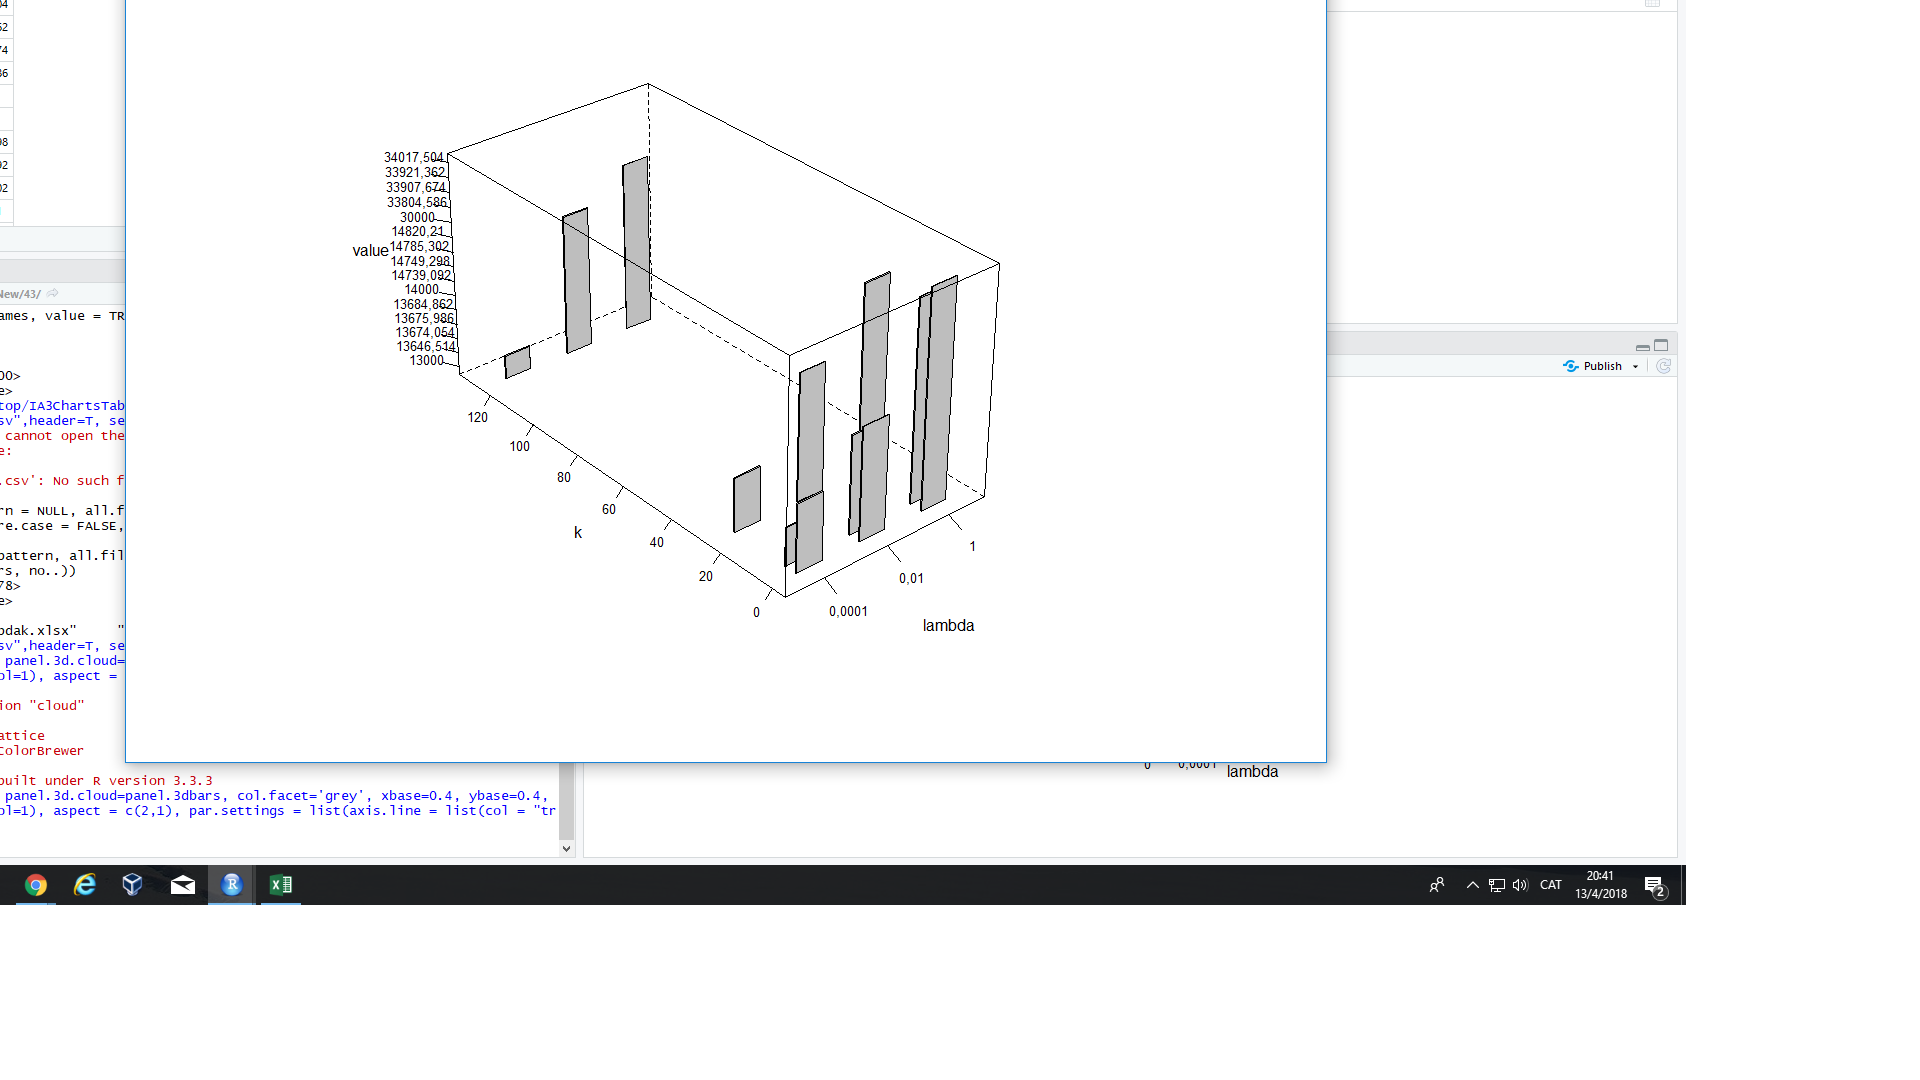 04
52
74
36
98
92
02
New/43/
ames, value = TR
OO>
e>
top/IA3ChartsTab
sv",header=T, se
cannot open the
e:
.csv': No such f
rn = NULL, all.f
re.case = FALSE,
pattern, all.fil
rs, no..))
78>
e>
odak.xlsx" "
sv",header=T, se
panel.3d.cloud=
ol=1), aspect =
ion "cloud"
attice
ColorBrewer
built under R version 3.3.3
panel.3d.cloud=panel.3dbars, col.facet='grey', xbase=0.4, ybase=0.4,
ol=1), aspect = c(2,1), par.settings = list(axis.line = list(col = "tr
34017,504
33921,362
33907,674
33804,586
30000
14820,21
value
14785,302
14749,298
14739,092
14000
13684,862
13675,986
13674,054
13646,514
13000
120
100
80
60
40
20
0
k
1
0,01
0,0001
lambda
Publish
0
0,0001
lambda
R
X
CAT
20:41
13/4/2018
2